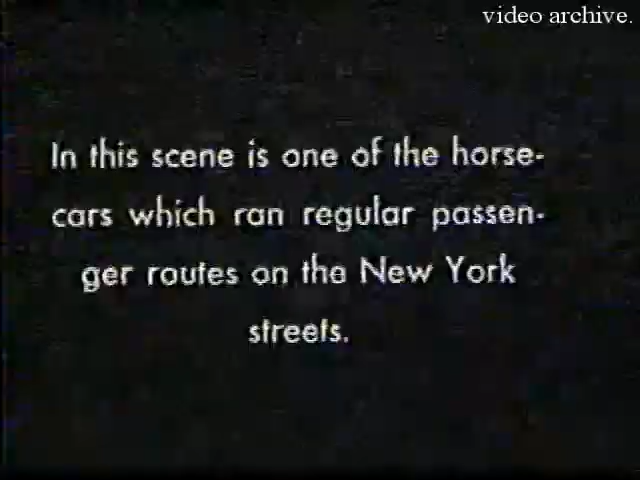 video archive.
In this scene is one of the horse-
cars which ran regular passen-
ger routes on the New York
streets.